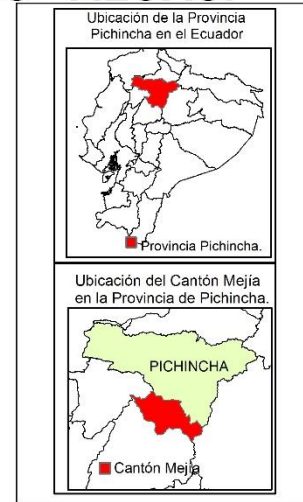 Ubicación de la Provincia
Pichincha en el Ecuador
Provincia Pichincha.
Ubicación del Cantón Mejía
en la Provincia de Pichincha.
PICHINCHA
Cantón Mejía